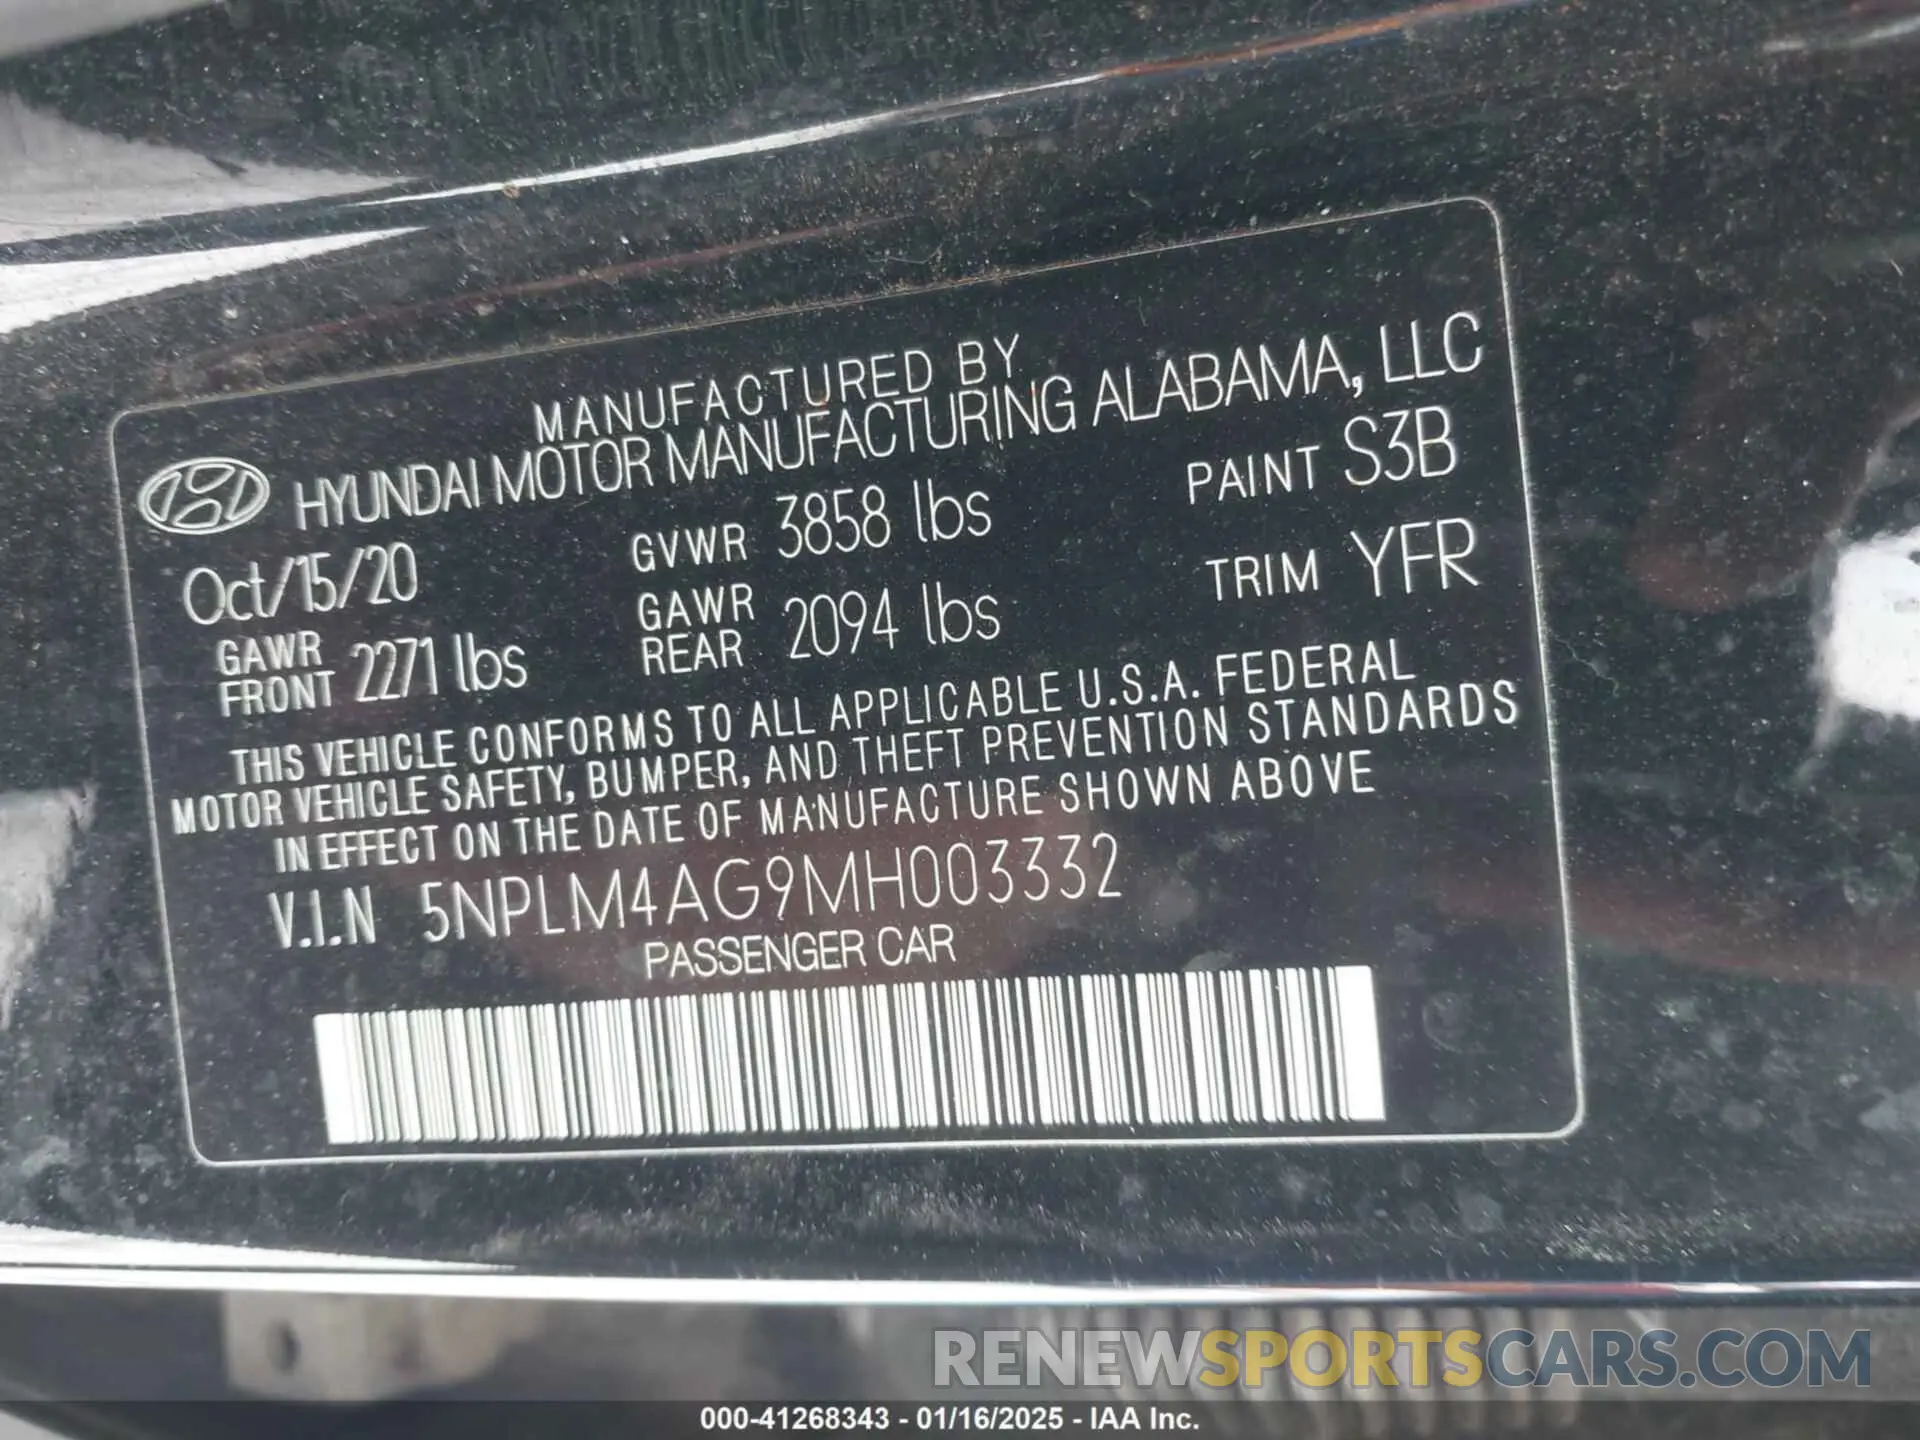 MANUFACTURED BY
HYUNDAI MOTOR MANUFACTURING ALABAMA, LLC
Oct/15/20 GVWR 3858 lbs PAINT S3B
GAWR FRONT 2271 lbs GAWR REAR 2094 lbs TRIM YFR
THIS VEHICLE CONFORMS TO ALL APPLICABLE U.S.A. FEDERAL
MOTOR VEHICLE SAFETY, BUMPER, AND THEFT PREVENTION STANDARDS
IN EFFECT ON THE DATE OF MANUFACTURE SHOWN ABOVE
V.I.N 5NPLM4AG9MH003332
PASSENGER CAR
RENEWSPORTSCARS.COM
000-41268343 - 01/16/2025 - IAA Inc.